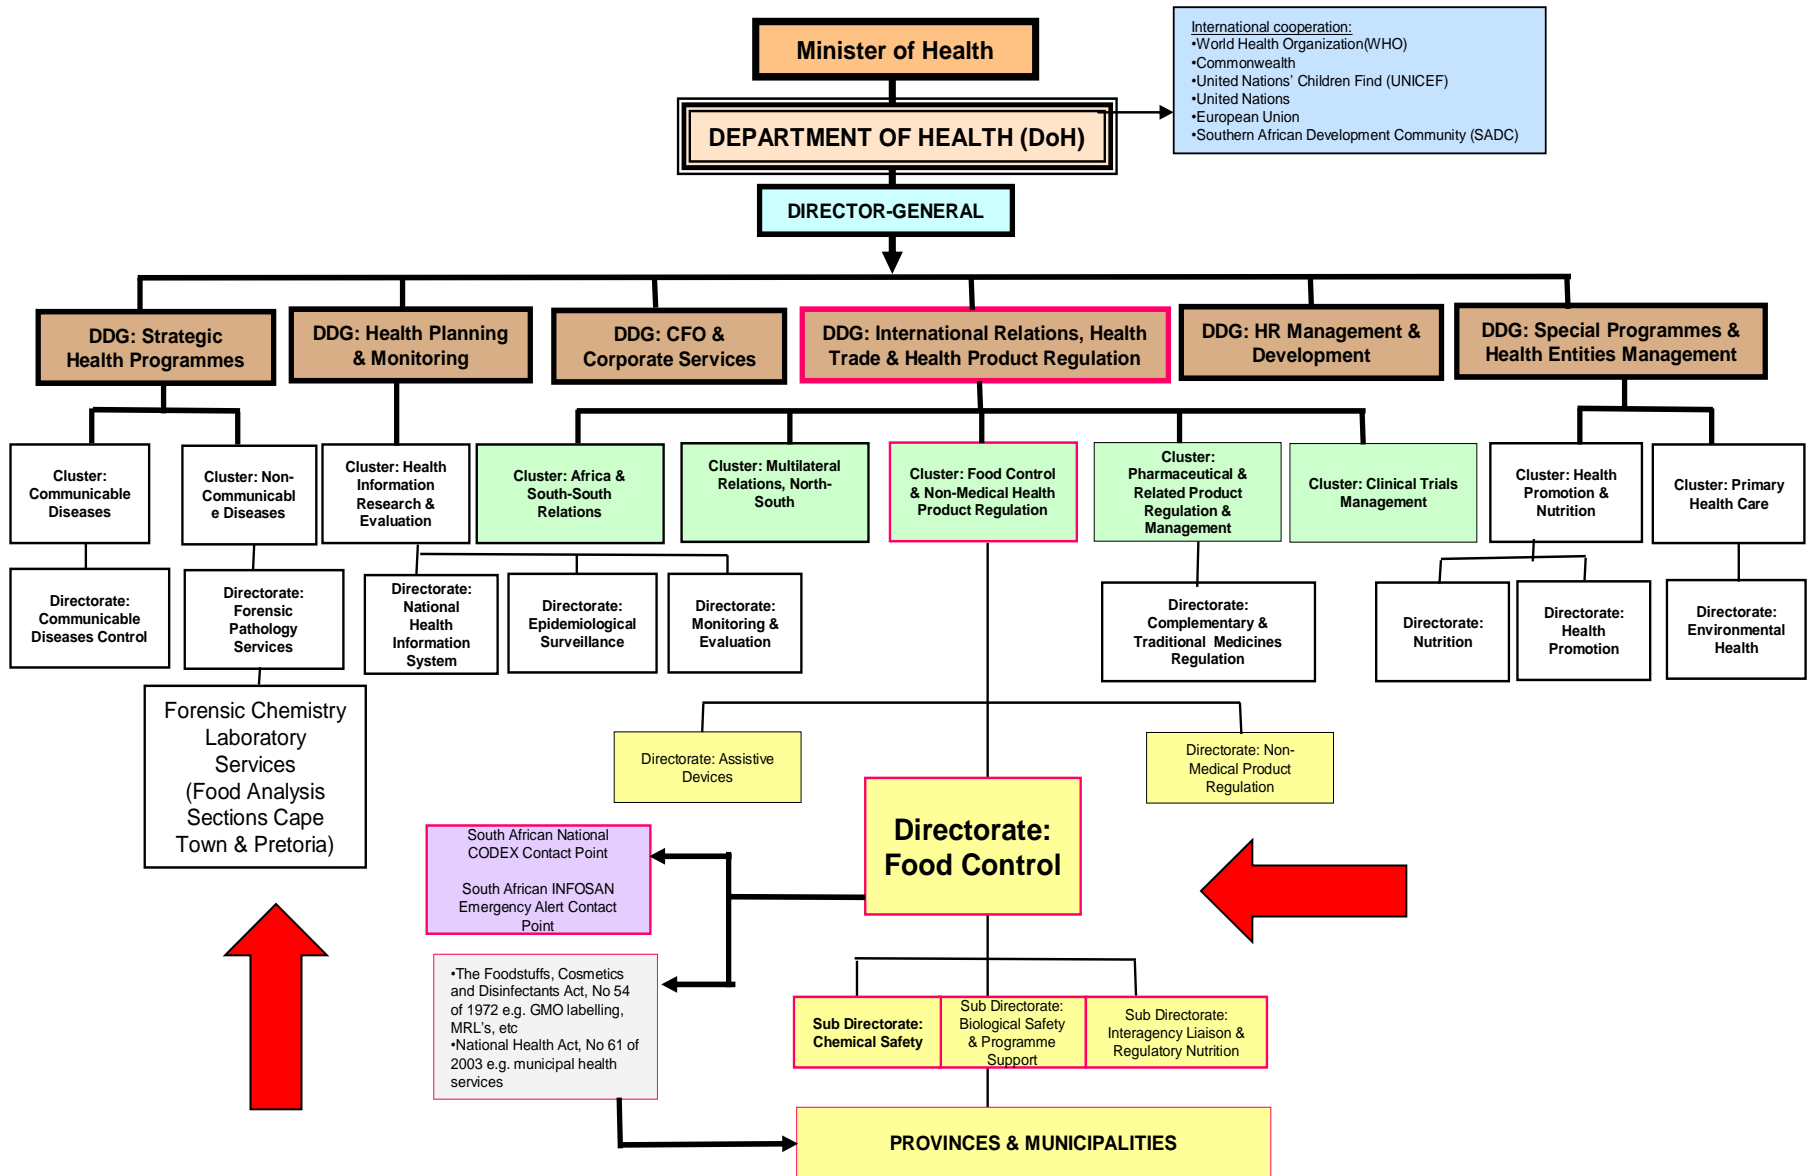 Minister of Health
International cooperation:
•World Health Organization(WHO)
•Commonwealth
•United Nations' Children Find (UNICEF)
•United Nations
•European Union
•Southern African Development Community (SADC)
DEPARTMENT OF HEALTH (DoH)
DIRECTOR-GENERAL
DDG: Strategic
Health Programmes
DDG: Health Planning
& Monitoring
DDG: CFO &
Corporate Services
DDG: International Relations, Health
Trade & Health Product Regulation
DDG: HR Management &
Development
DDG: Special Programmes &
Health Entities Management
Cluster:
Communicable
Diseases
Cluster: Non-
Communicabl
e Diseases
Cluster: Health
Information
Research &
Evaluation
Cluster: Africa &
South-South
Relations
Cluster: Multilateral
Relations, North-
South
Cluster: Food Control
& Non-Medical Health
Product Regulation
Cluster:
Pharmaceutical &
Related Product
Regulation &
Management
Cluster: Clinical Trials
Management
Cluster: Health
Promotion &
Nutrition
Cluster: Primary
Health Care
Directorate:
Communicable
Diseases Control
Directorate:
Forensic
Pathology
Services
Directorate:
National
Health
Information
System
Directorate:
Epidemiological
Surveillance
Directorate:
Monitoring &
Evaluation
Directorate:
Complementary &
Traditional Medicines
Regulation
Directorate:
Nutrition
Directorate:
Health
Promotion
Directorate:
Environmental
Health
Forensic Chemistry
Laboratory
Services
(Food Analysis
Sections Cape
Town & Pretoria)
Directorate: Assistive
Devices
Directorate: Non-
Medical Product
Regulation
Directorate:
Food Control
South African National
CODEX Contact Point
South African INFOSAN
Emergency Alert Contact
Point
•The Foodstuffs, Cosmetics
and Disinfectants Act, No 54
of 1972 e.g. GMO labelling,
MRL's, etc
•National Health Act, No 61 of
2003 e.g. municipal health
services
Sub Directorate:
Chemical Safety
Sub Directorate:
Biological Safety
& Programme
Support
Sub Directorate:
Interagency Liaison &
Regulatory Nutrition
PROVINCES & MUNICIPALITIES